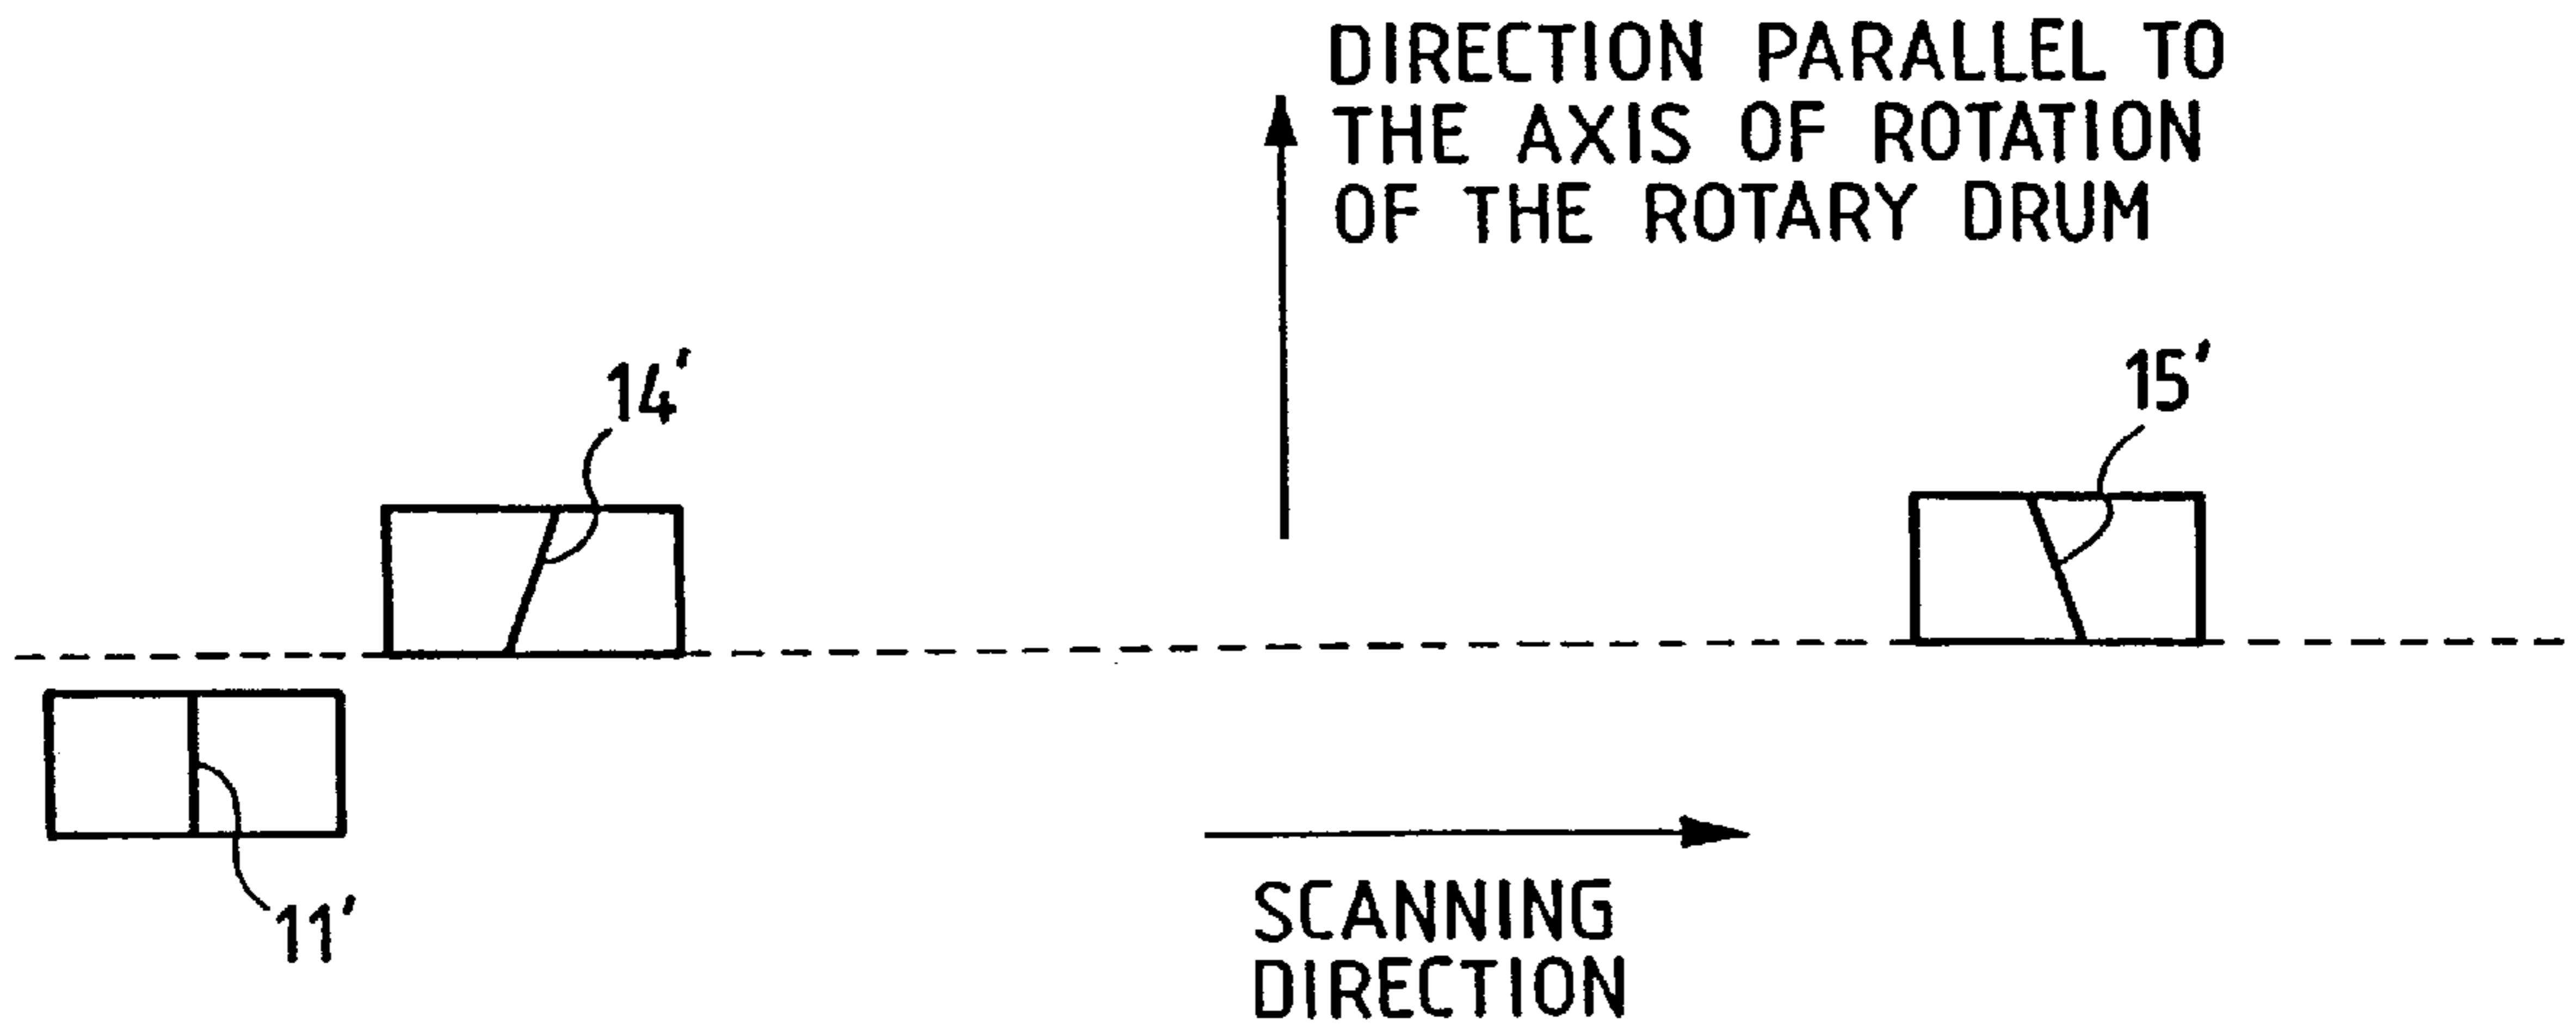 DIRECTION PARALLEL TO
THE AXIS OF ROTATION
OF THE ROTARY DRUM
14'
15'
11'
SCANNING
DIRECTION